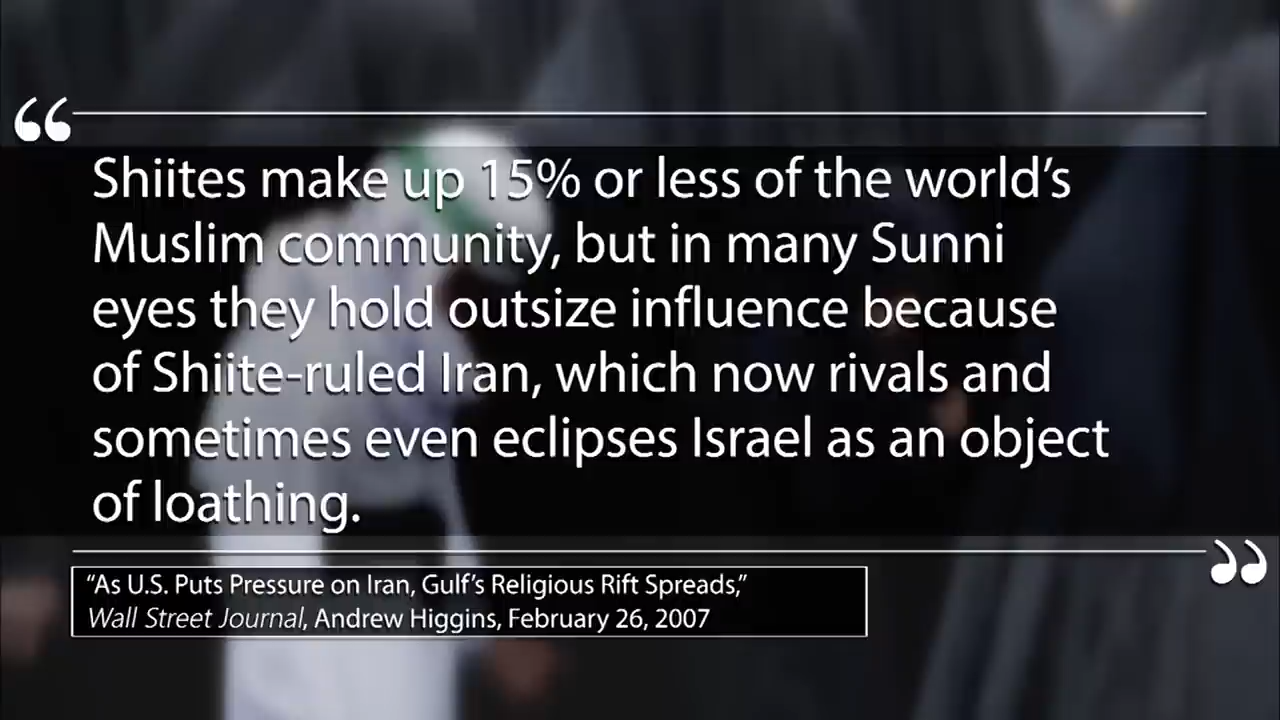 “
Shiites make up 15% or less of the world’s
Muslim community, but in many Sunni
eyes they hold outsize influence because
of Shiite-ruled Iran, which now rivals and
sometimes even eclipses Israel as an object
of loathing.
”
“As U.S. Puts Pressure on Iran, Gulf’s Religious Rift Spreads,”
Wall Street Journal, Andrew Higgins, February 26, 2007